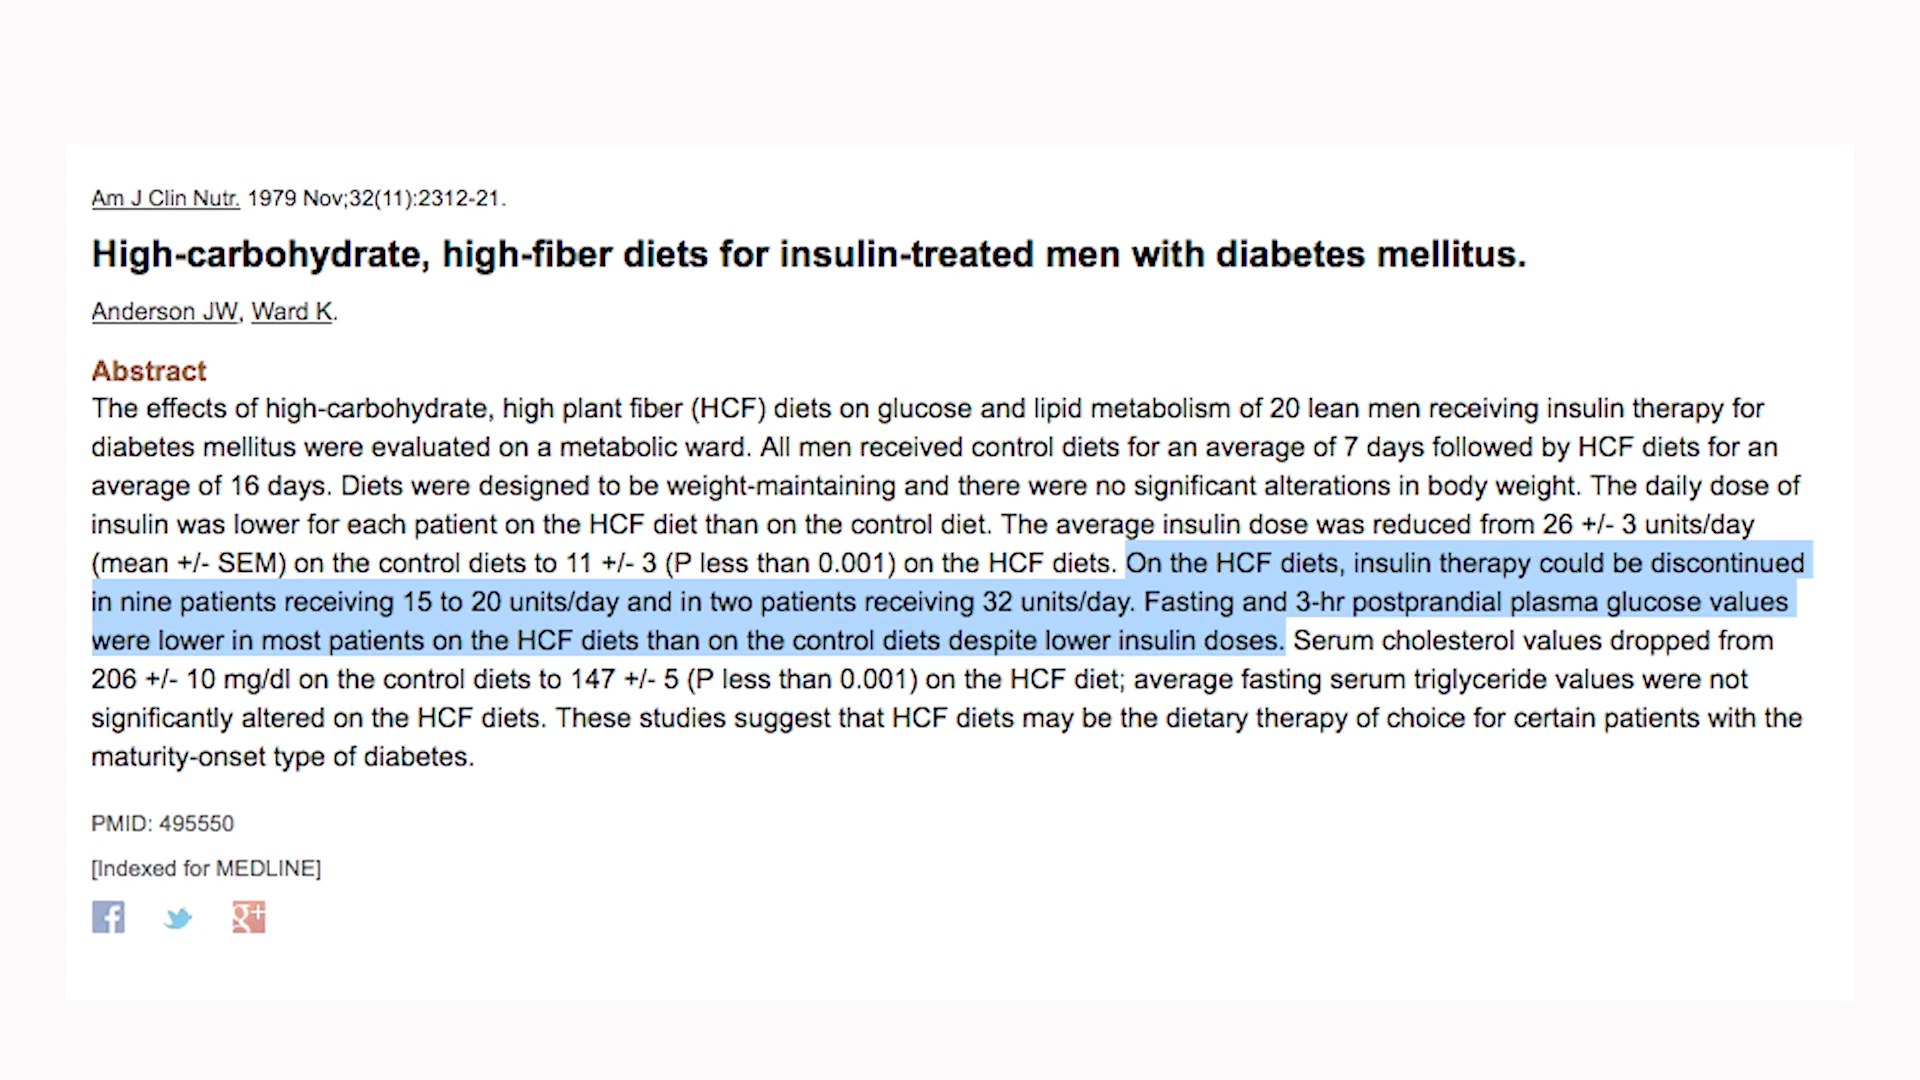 Am J Clin Nutr. 1979 Nov;32(11):2312-21.
High-carbohydrate, high-fiber diets for insulin-treated men with diabetes mellitus.
Anderson JW, Ward K.
Abstract
The effects of high-carbohydrate, high plant fiber (HCF) diets on glucose and lipid metabolism of 20 lean men receiving insulin therapy for
diabetes mellitus were evaluated on a metabolic ward. All men received control diets for an average of 7 days followed by HCF diets for an
average of 16 days. Diets were designed to be weight-maintaining and there were no significant alterations in body weight. The daily dose of
insulin was lower for each patient on the HCF diet than on the control diet. The average insulin dose was reduced from 26 +/- 3 units/day
(mean +/- SEM) on the control diets to 11 +/- 3 (P less than 0.001) on the HCF diets. On the HCF diets, insulin therapy could be discontinued
in nine patients receiving 15 to 20 units/day and in two patients receiving 32 units/day. Fasting and 3-hr postprandial plasma glucose values
were lower in most patients on the HCF diets than on the control diets despite lower insulin doses. Serum cholesterol values dropped from
206 +/- 10 mg/dl on the control diets to 147 +/- 5 (P less than 0.001) on the HCF diet; average fasting serum triglyceride values were not
significantly altered on the HCF diets. These studies suggest that HCF diets may be the dietary therapy of choice for certain patients with the
maturity-onset type of diabetes.
PMID: 495550
[Indexed for MEDLINE]
f g+